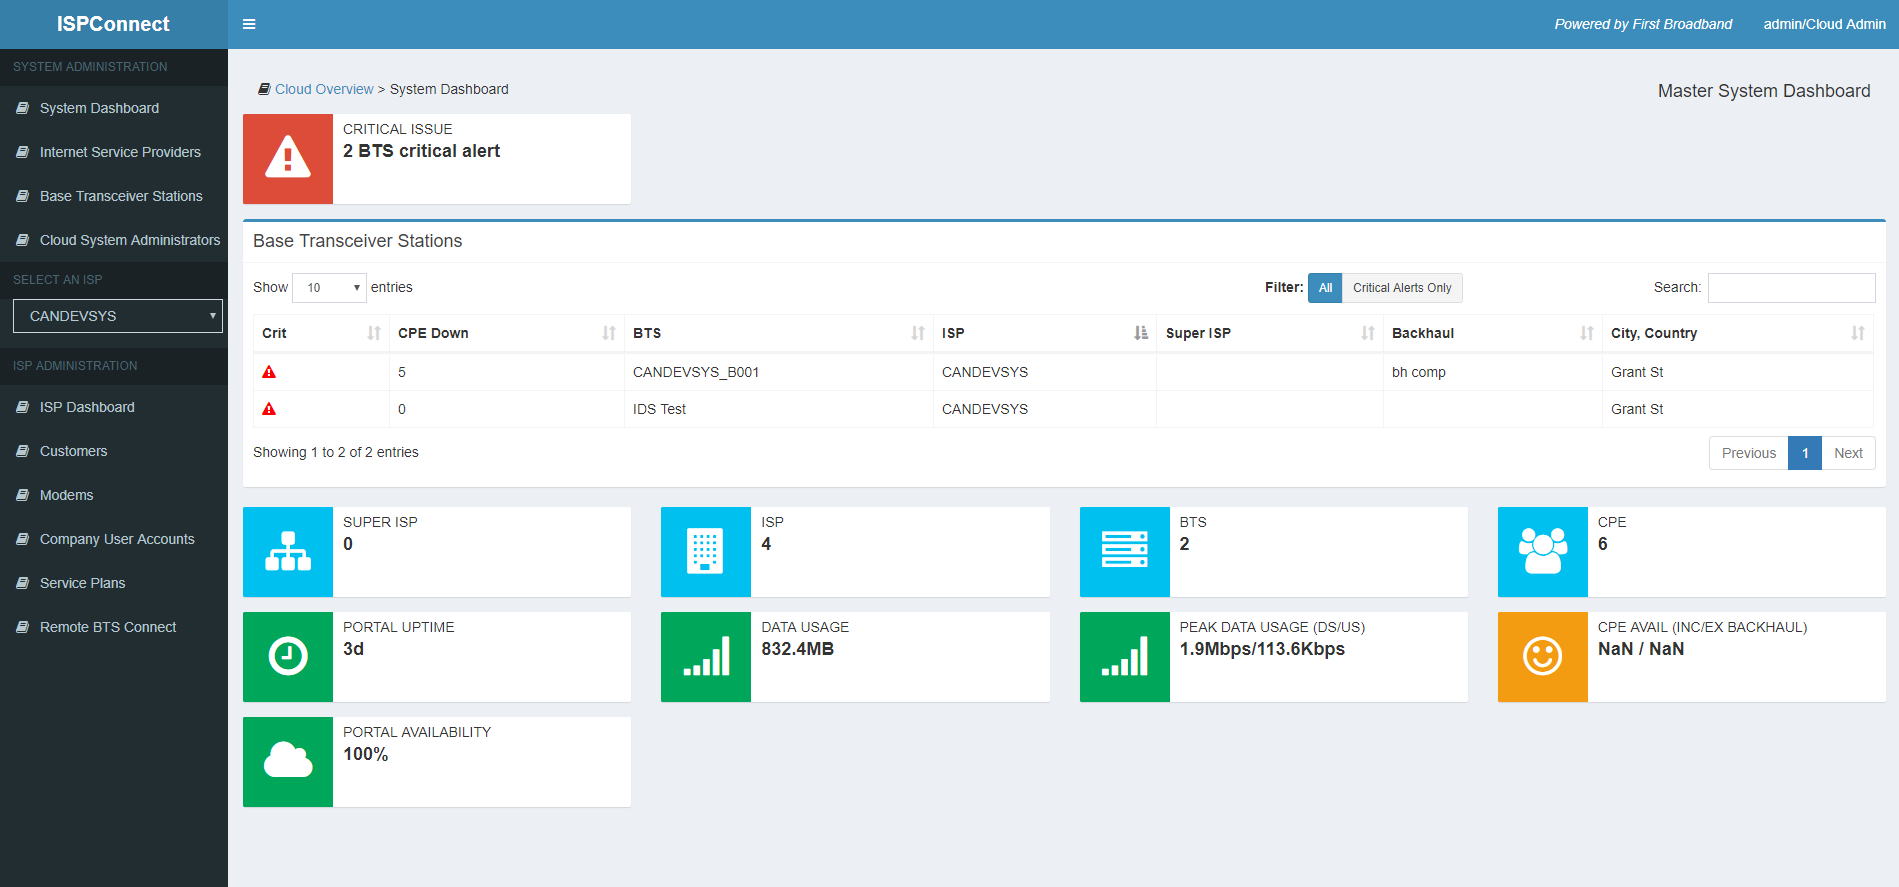 ISPConnect
Powered by First Broadband admin/Cloud Admin
SYSTEM ADMINISTRATION
System Dashboard
Internet Service Providers
Base Transceiver Stations
Cloud System Administrators
SELECT AN ISP
CANDEVSYS
ISP ADMINISTRATION
ISP Dashboard
Customers
Modems
Company User Accounts
Service Plans
Remote BTS Connect
Cloud Overview > System Dashboard
Master System Dashboard
CRITICAL ISSUE
2 BTS critical alert
Base Transceiver Stations
Show 10 entries Filter: All Critical Alerts Only Search:
Crit CPE Down BTS ISP Super ISP Backhaul City, Country
5 CANDEVSYS_B001 CANDEVSYS bh comp Grant St
0 IDS Test CANDEVSYS Grant St
Showing 1 to 2 of 2 entries Previous 1 Next
SUPER ISP
0
ISP
4
BTS
2
CPE
6
PORTAL UPTIME
3d
DATA USAGE
832.4MB
PEAK DATA USAGE (DS/US)
1.9Mbps/113.6Kbps
CPE AVAIL (INC/EX BACKHAUL)
NaN / NaN
PORTAL AVAILABILITY
100%